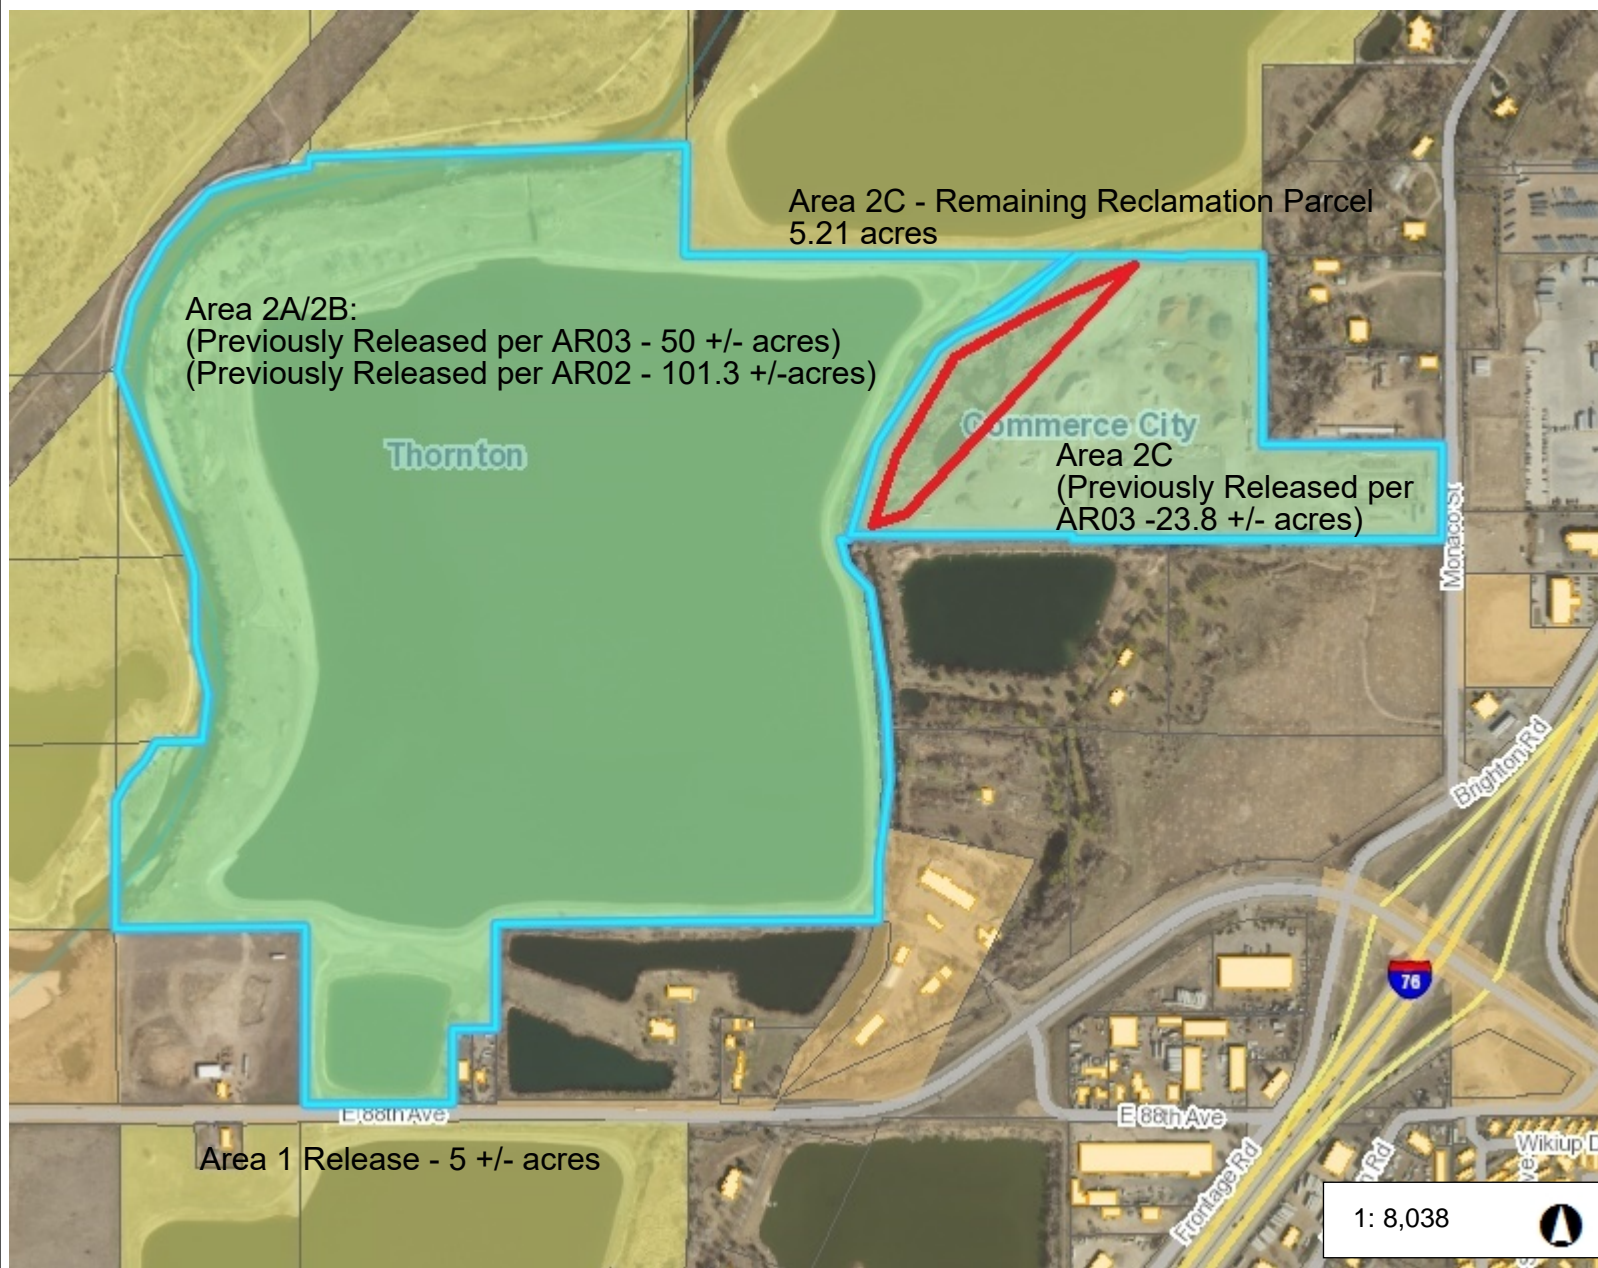 Area 2C - Remaining Reclamation Parcel
5.21 acres
Area 2A/2B:
(Previously Released per AR03 - 50 +/- acres)
(Previously Released per AR02 - 101.3 +/-acres)
Thornton
Commerce City
Area 2C
(Previously Released per
AR03 -23.8 +/- acres)
Monaco St
Brighton Rd
76
E 88th Ave
E 88th Ave
Area 1 Release - 5 +/- acres
Frontage Rd
Rd
Wikiup D
1: 8,038